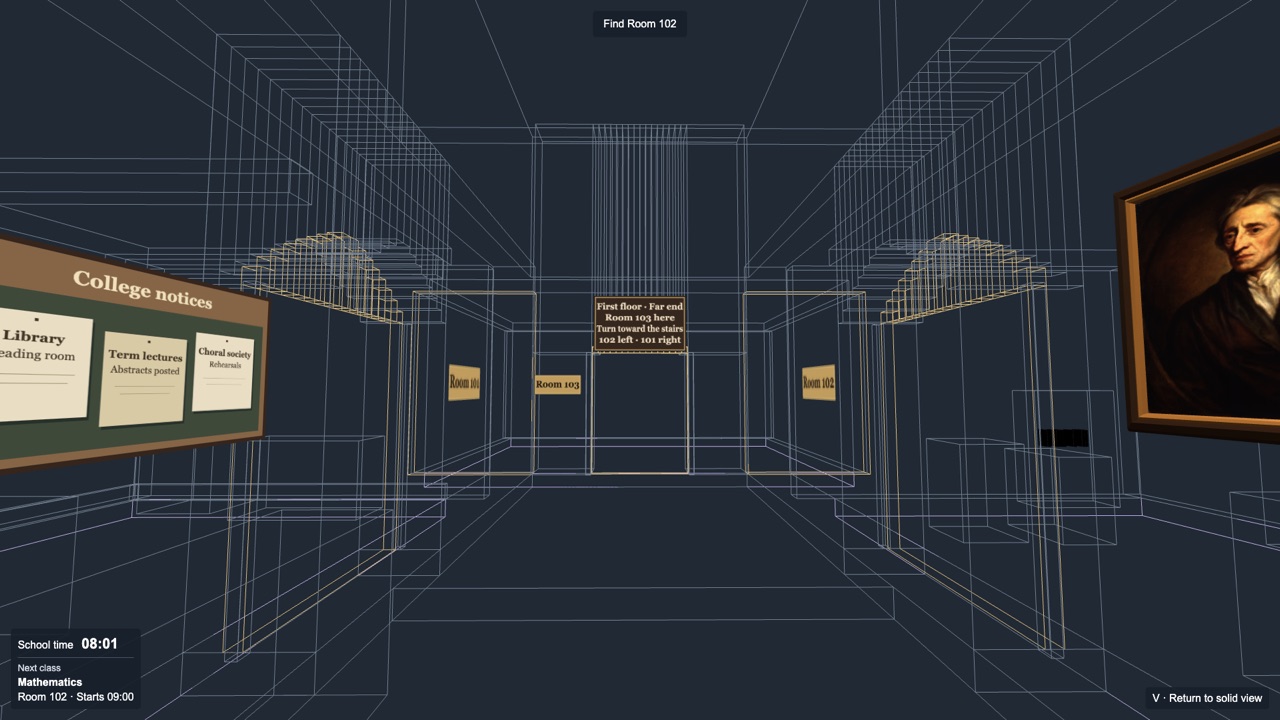 Find Room 102
College notices
Library
eading room
Term lectures
Abstracts posted
Choral society
Rehearsals
First floor - Far end
Room 103 here
Turn toward the stairs
102 left - 101 right
Room 101
Room 103
Room 102
School time 08:01
Next class
Mathematics
Room 102 · Starts 09:00
V · Return to solid view